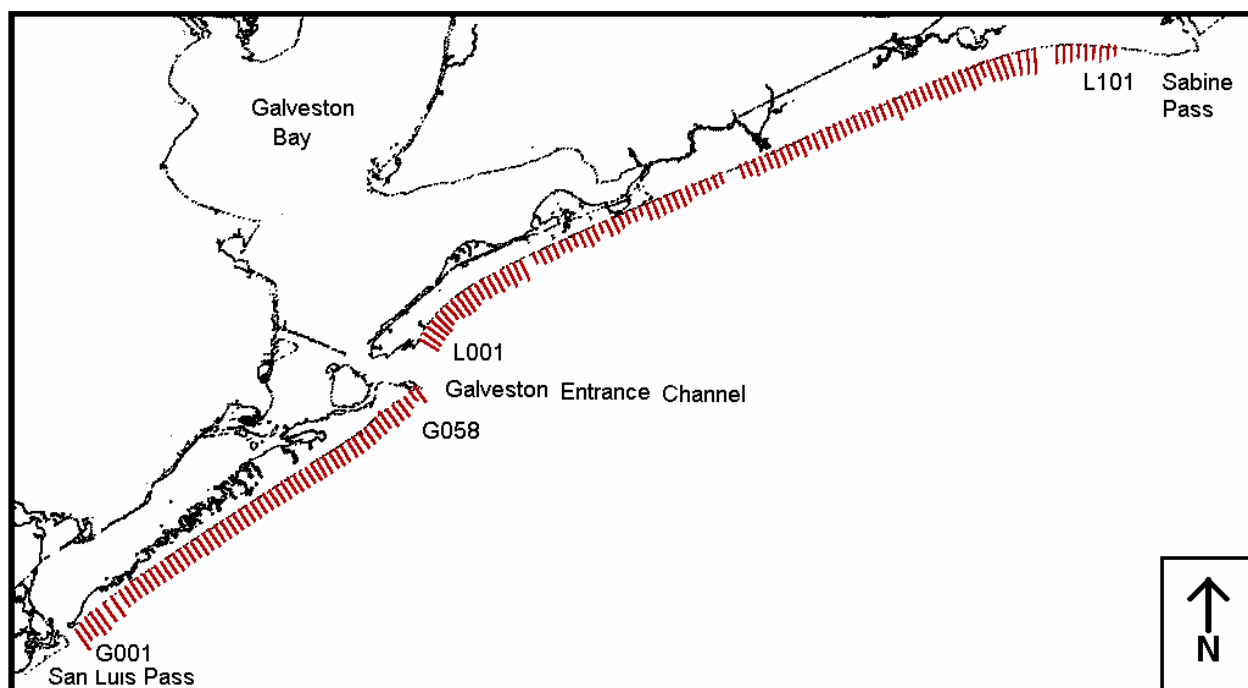 Galveston
Bay
L101
Sabine
Pass
L001
Galveston Entrance Channel
G058
G001
San Luis Pass
N